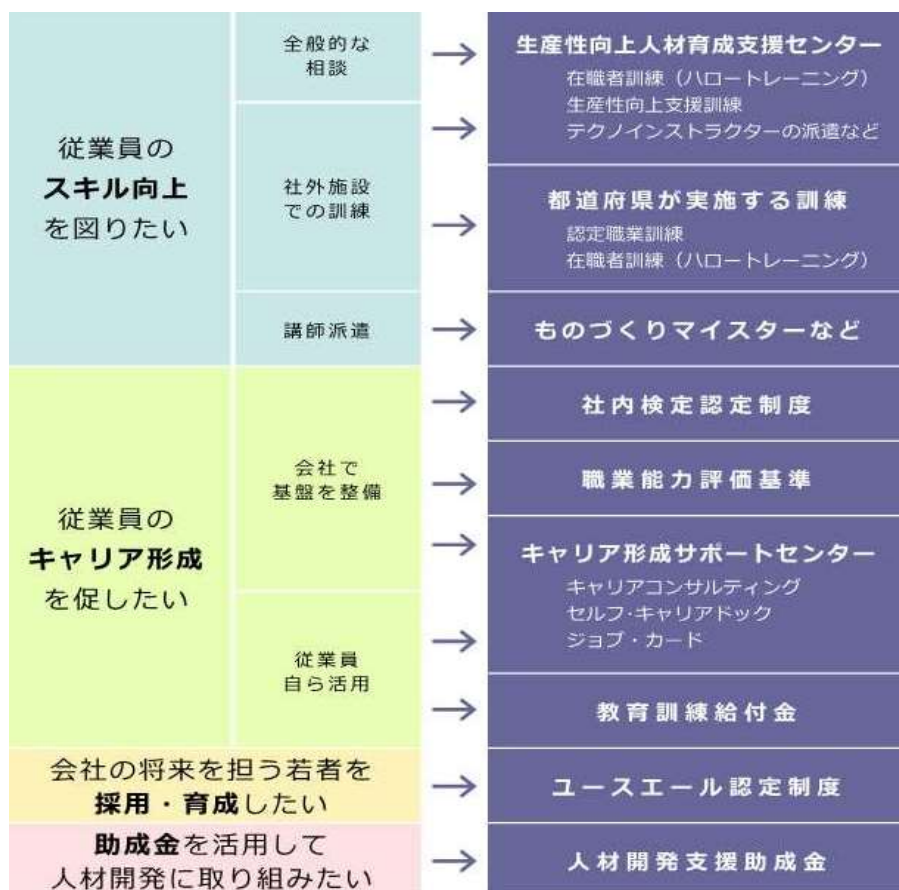 従業員の
スキル向上
を図りたい
全般的な
相談
→
生産性向上人材育成支援センター
在職者訓練（ハロートレーニング）
生産性向上支援訓練
テクノインストラクターの派遣など
社外施設
での訓練
→
→
都道府県が実施する訓練
認定職業訓練
在職者訓練（ハロートレーニング）
講師派遣
→
ものづくりマイスターなど
従業員の
キャリア形成
を促したい
会社で
基盤を整備
→
社内検定認定制度
→
職業能力評価基準
→
キャリア形成サポートセンター
キャリアコンサルティング
セルフ･キャリアドック
ジョブ・カード
従業員
自ら活用
→
→
教育訓練給付金
会社の将来を担う若者を
採用・育成したい
→
ユースエール認定制度
助成金を活用して
人材開発に取り組みたい
→
人材開発支援助成金